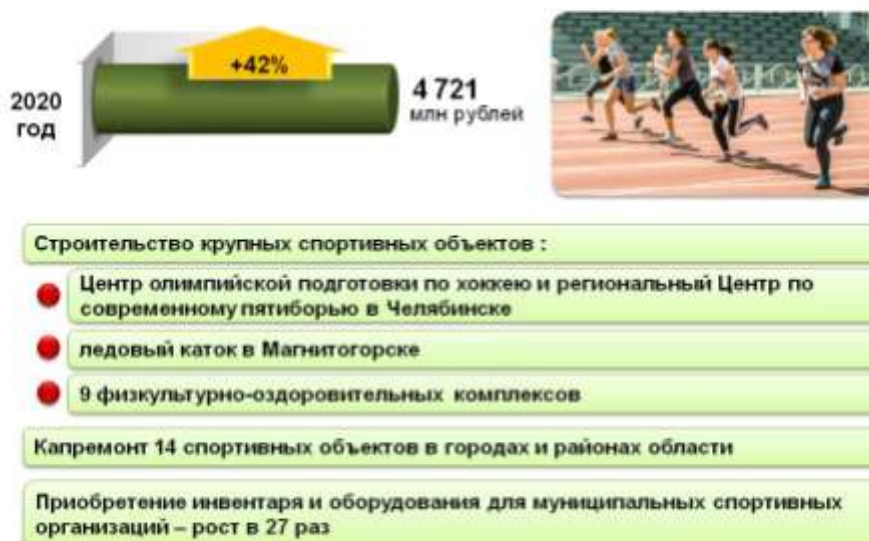 +42%
2020
год
4 721
млн рублей
Строительство крупных спортивных объектов :
Центр олимпийской подготовки по хоккею и региональный Центр по
современному пятиборью в Челябинске
ледовый каток в Магнитогорске
9 физкультурно-оздоровительных комплексов
Капремонт 14 спортивных объектов в городах и районах области
Приобретение инвентаря и оборудования для муниципальных спортивных
организаций – рост в 27 раз